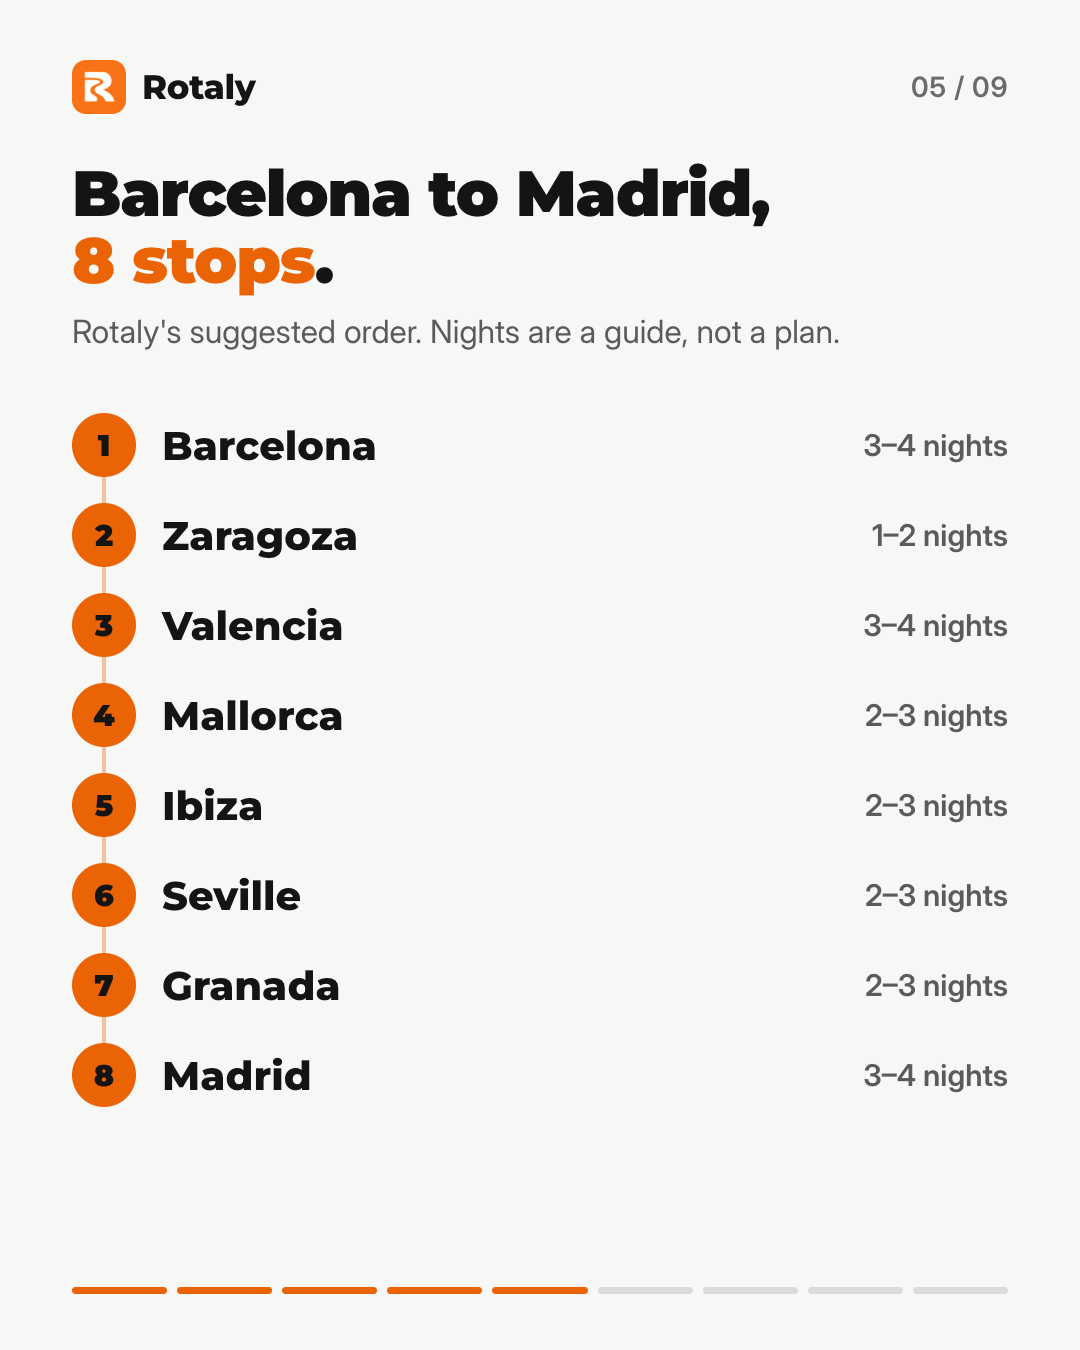 Rotaly
05 / 09
Barcelona to Madrid,
8 stops.
Rotaly's suggested order. Nights are a guide, not a plan.
1 Barcelona 3–4 nights
2 Zaragoza 1–2 nights
3 Valencia 3–4 nights
4 Mallorca 2–3 nights
5 Ibiza 2–3 nights
6 Seville 2–3 nights
7 Granada 2–3 nights
8 Madrid 3–4 nights